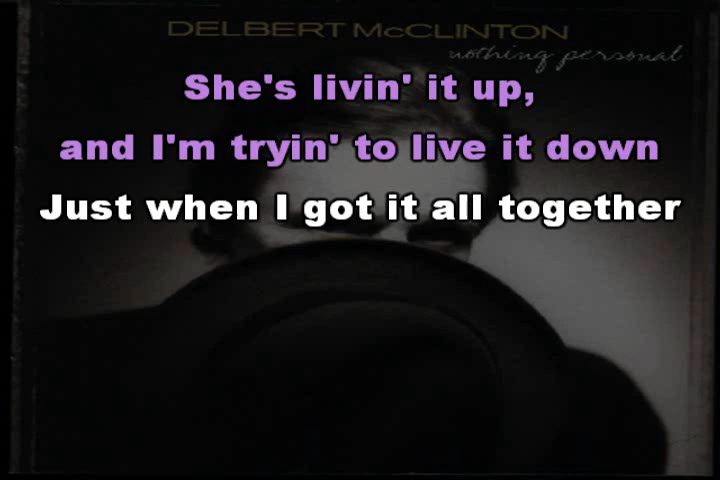 DELBERT McCLINTON
nothing personal
She's livin' it up,
and I'm tryin' to live it down
Just when I got it all together